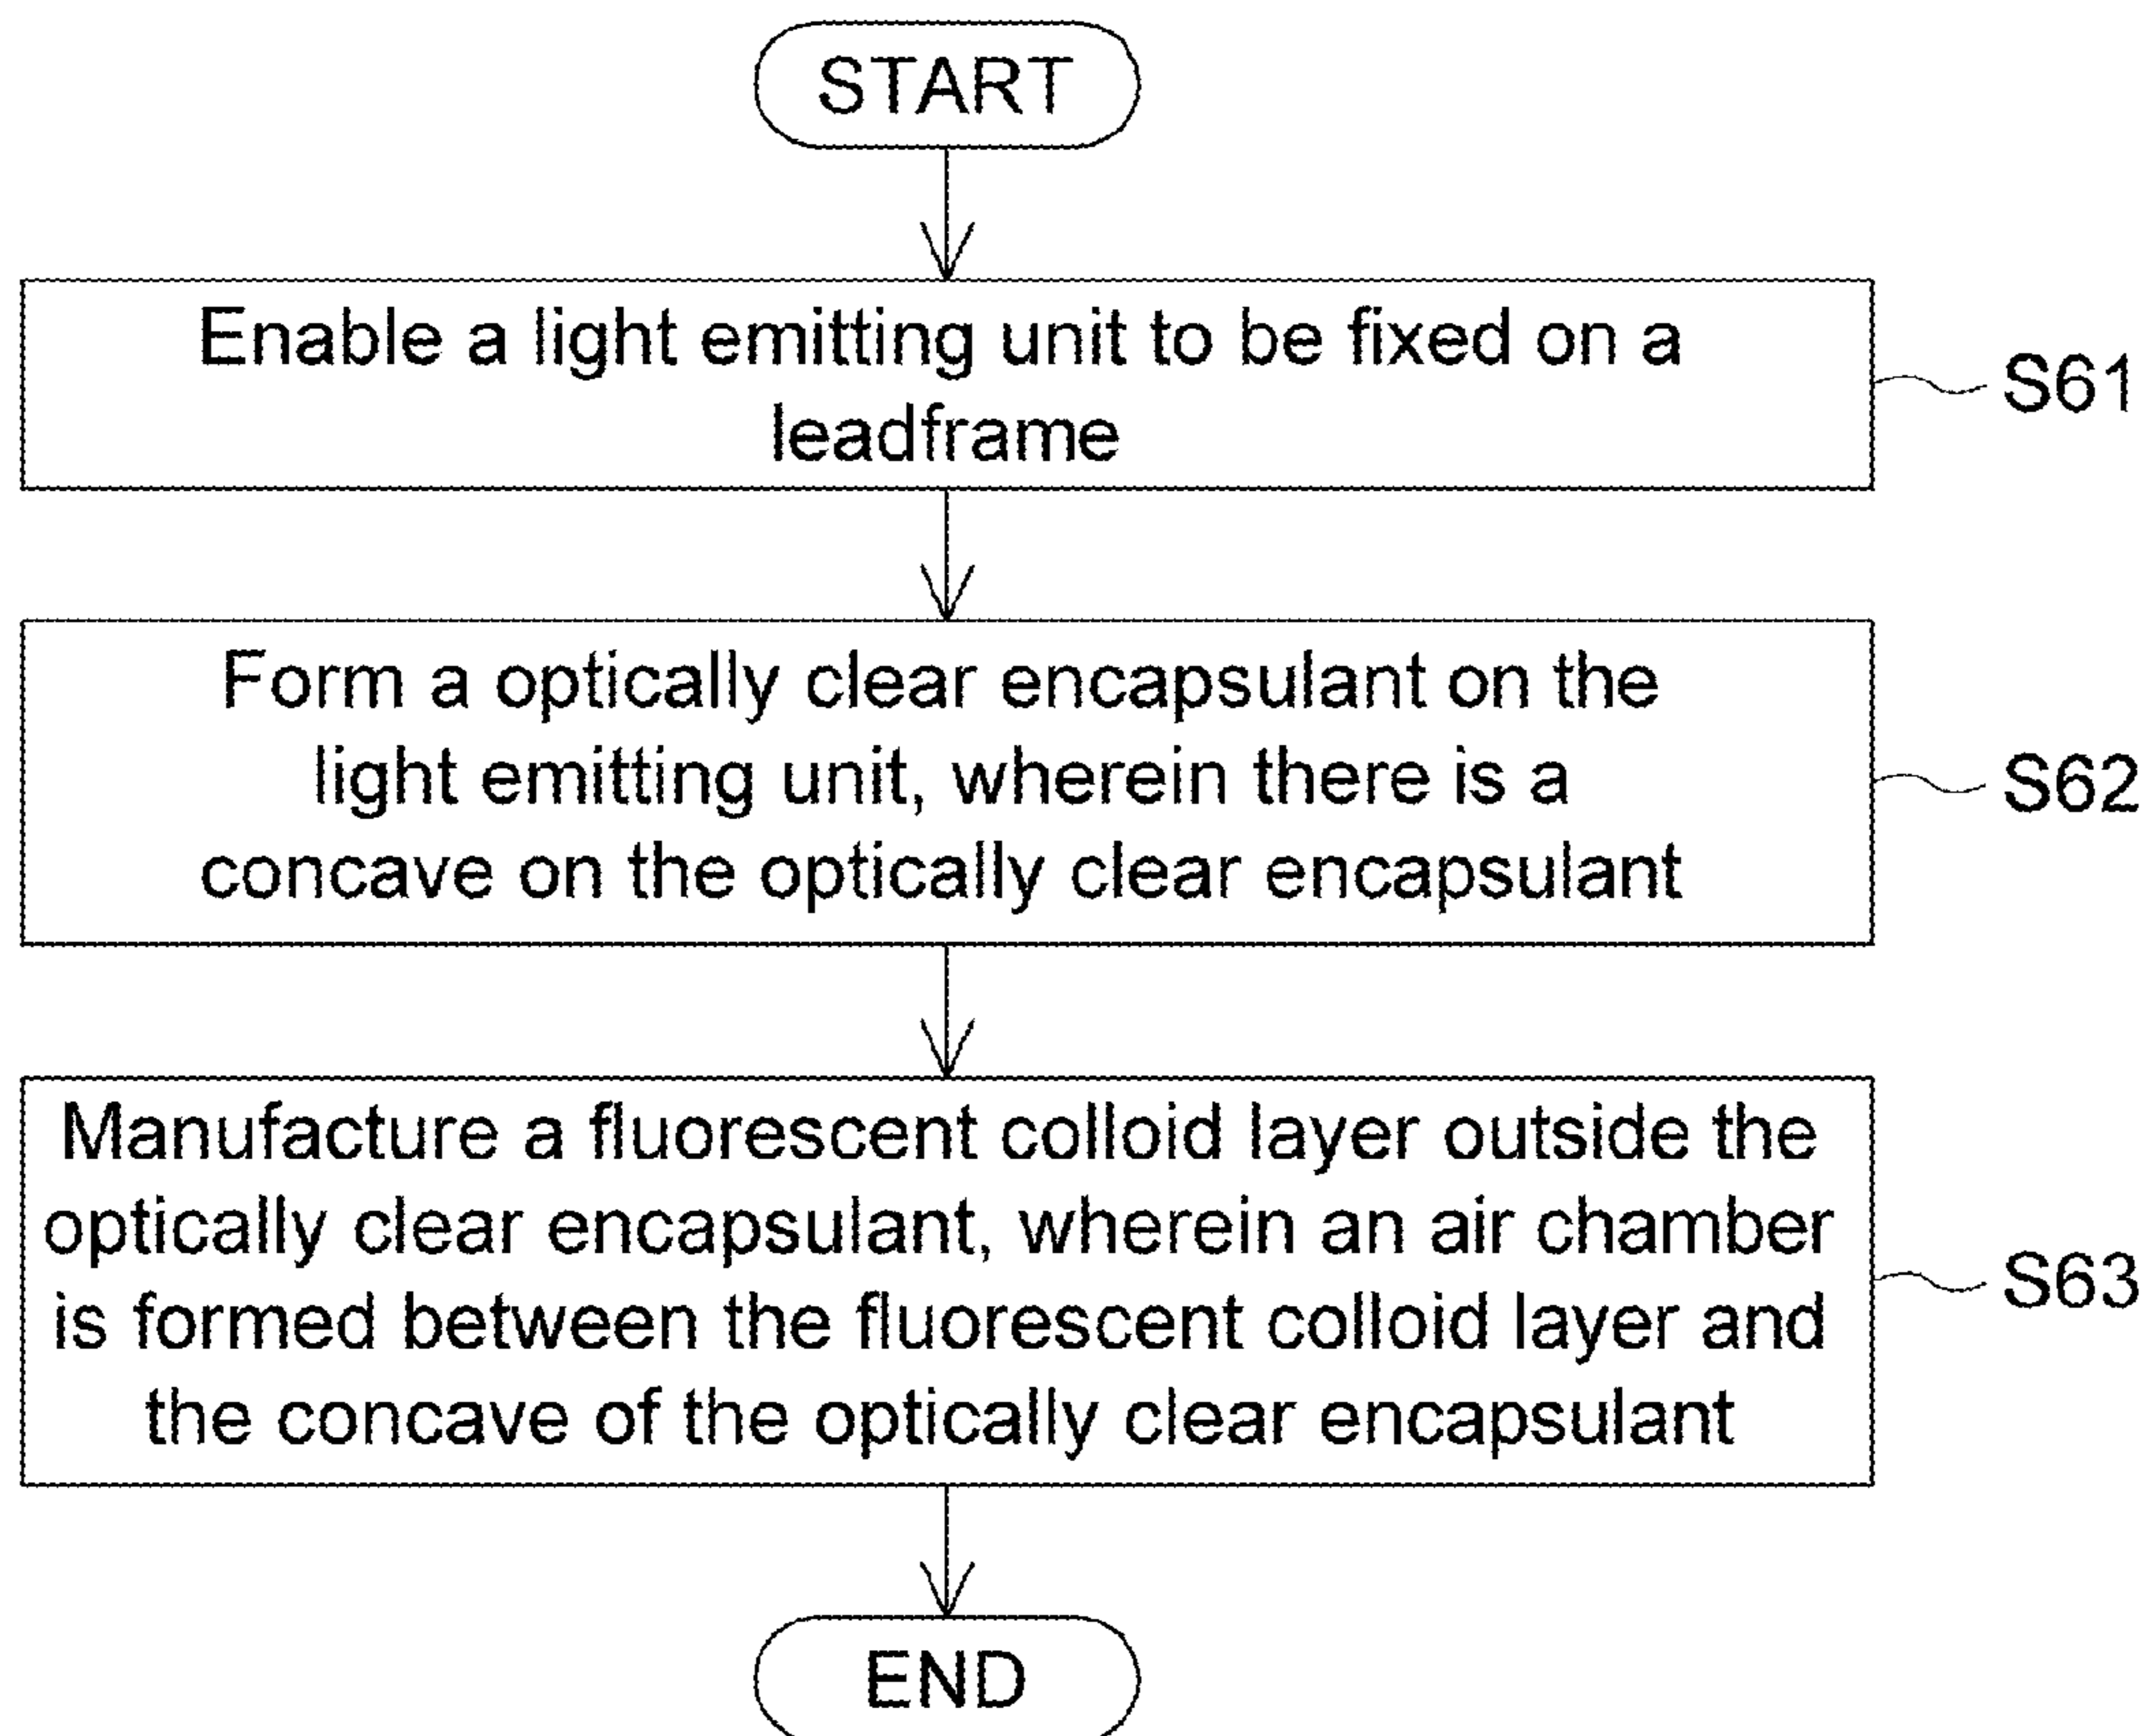 START
Enable a light emitting unit to be fixed on a
leadframe
S61
Form a optically clear encapsulant on the
light emitting unit, wherein there is a
concave on the optically clear encapsulant
S62
Manufacture a fluorescent colloid layer outside the
optically clear encapsulant, wherein an air chamber
is formed between the fluorescent colloid layer and
the concave of the optically clear encapsulant
S63
END